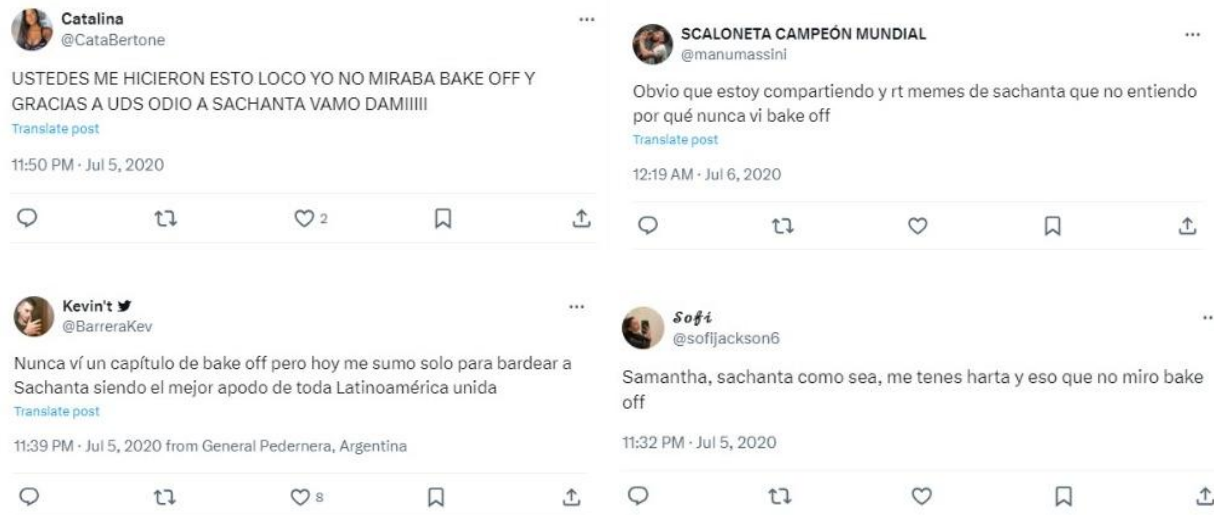 Catalina
@CataBertone
USTEDES ME HICIERON ESTO LOCO YO NO MIRABA BAKE OFF Y
GRACIAS A UDS ODIO A SACHANTA VAMO DAMIIIII
Translate post
11:50 PM · Jul 5, 2020
2
SCALONETA CAMPEÓN MUNDIAL
@manumassini
Obvio que estoy compartiendo y rt memes de sachanta que no entiendo
por qué nunca vi bake off
Translate post
12:19 AM · Jul 6, 2020
Kevin't
@BarreraKev
Nunca ví un capítulo de bake off pero hoy me sumo solo para bardear a
Sachanta siendo el mejor apodo de toda Latinoamérica unida
Translate post
11:39 PM · Jul 5, 2020 from General Pedernera, Argentina
8
Sofi
@sofijackson6
Samantha, sachanta como sea, me tenes harta y eso que no miro bake
off
11:32 PM · Jul 5, 2020